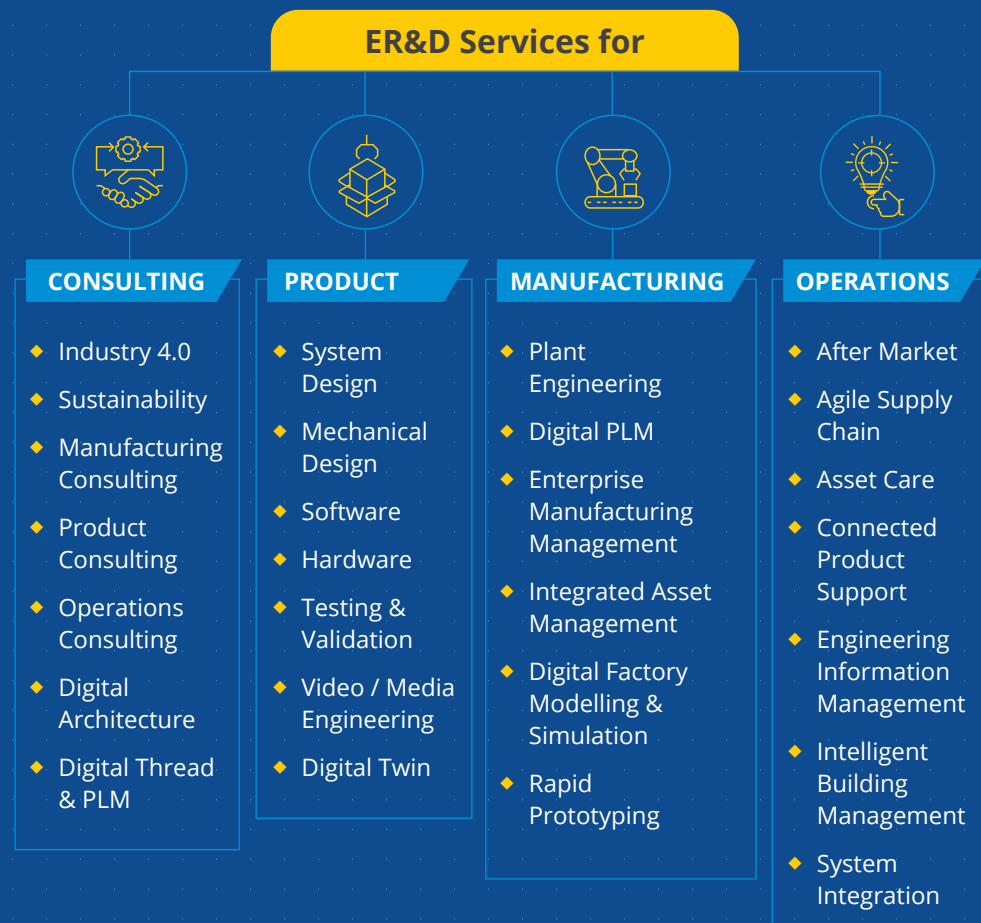 ER&D Services for
CONSULTING
Industry 4.0
Sustainability
Manufacturing
Consulting
Product
Consulting
Operations
Consulting
Digital
Architecture
Digital Thread
& PLM
PRODUCT
System
Design
Mechanical
Design
Software
Hardware
Testing &
Validation
Video / Media
Engineering
Digital Twin
MANUFACTURING
Plant
Engineering
Digital PLM
Enterprise
Manufacturing
Management
Integrated Asset
Management
Digital Factory
Modelling &
Simulation
Rapid
Prototyping
OPERATIONS
After Market
Agile Supply
Chain
Asset Care
Connected
Product
Support
Engineering
Information
Management
Intelligent
Building
Management
System
Integration